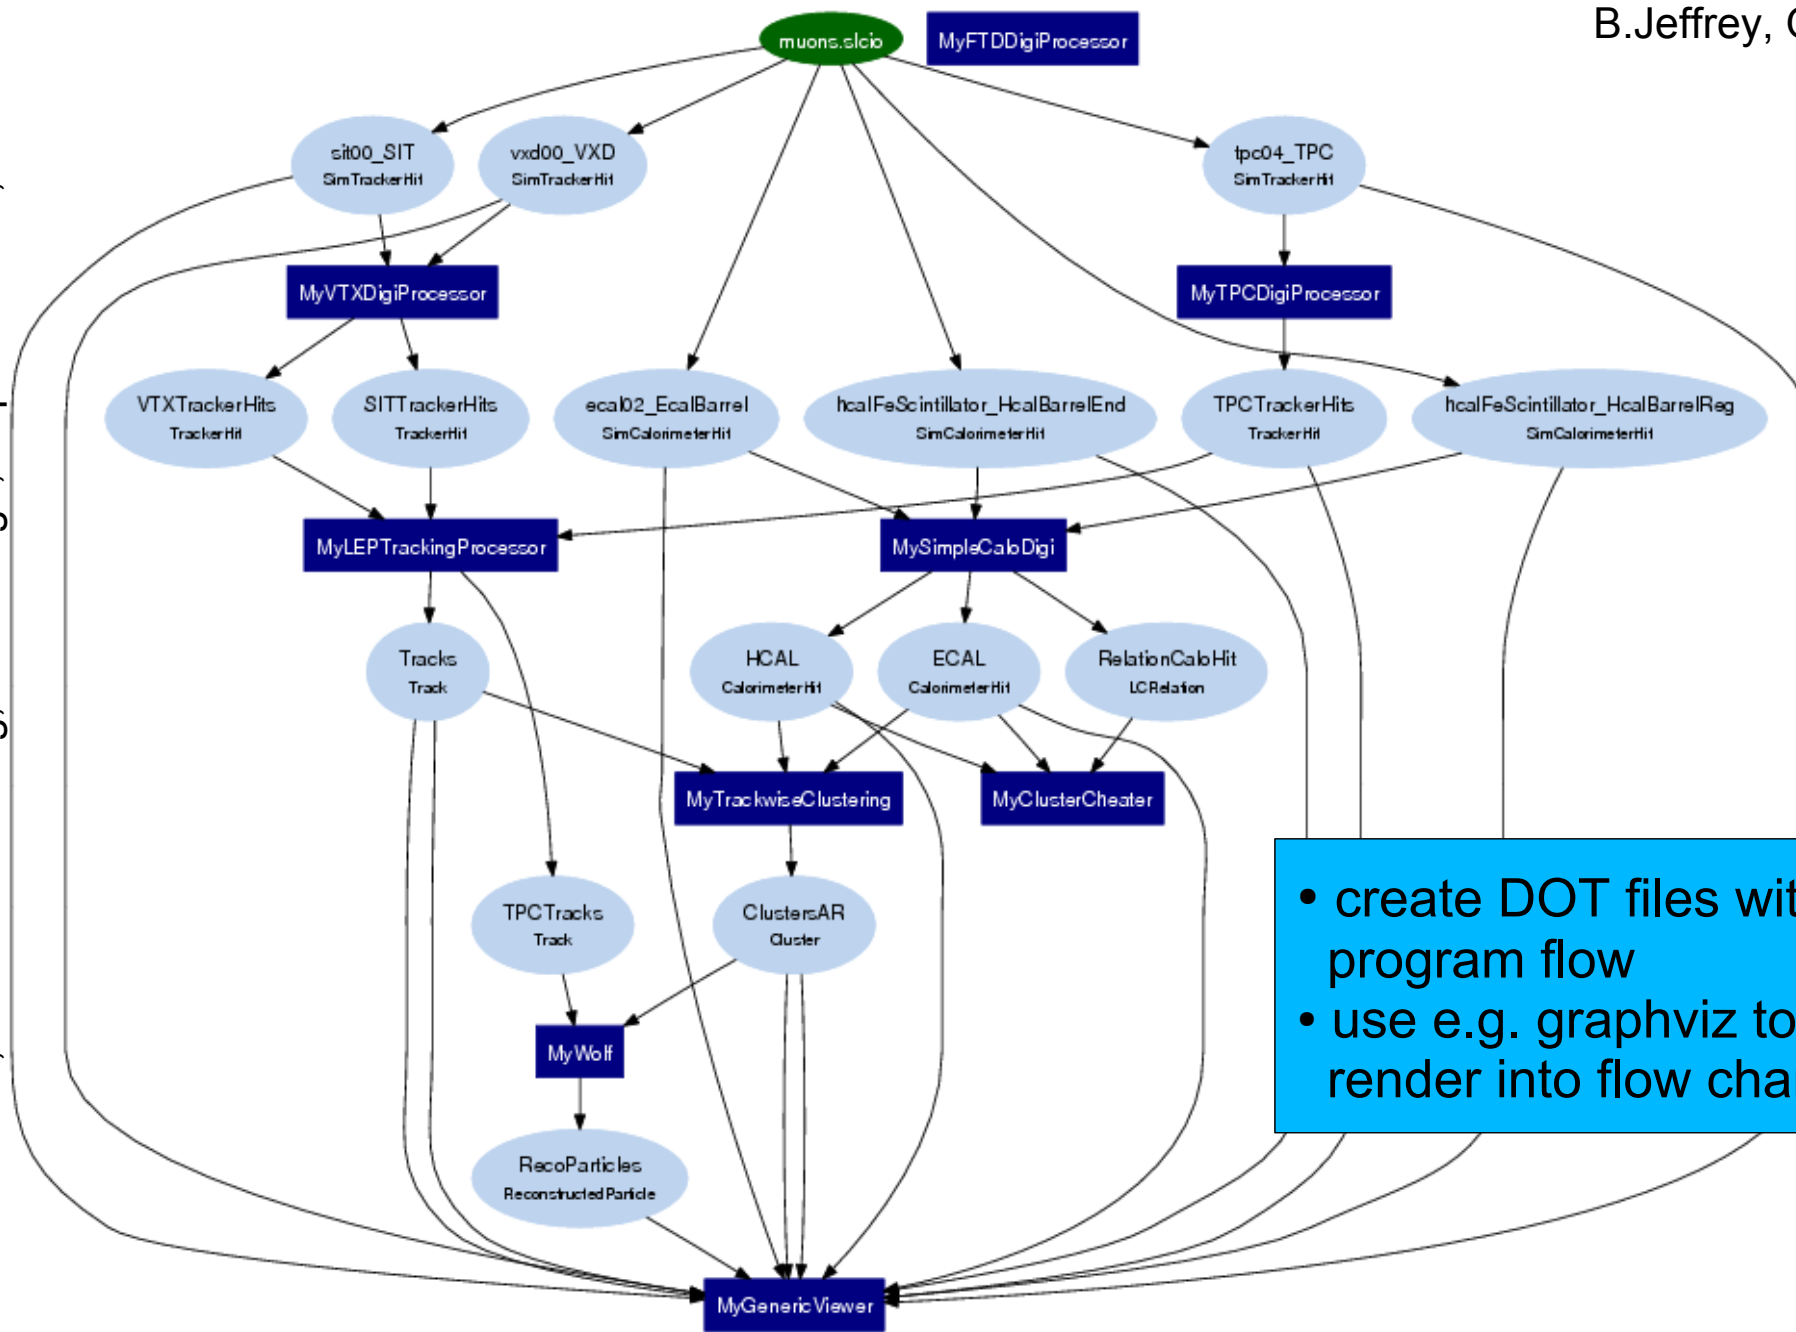 B.Jeffrey,
muons.slcio
MyFTDDigiProcessor
sit00_SIT
SimTrackerHit
vxd00_VXD
SimTrackerHit
tpc04_TPC
SimTrackerHit
MyVTXDigiProcessor
MyTPCDigiProcessor
VTXTrackerHits
TrackerHit
SITTrackerHits
TrackerHit
ecal02_EcalBarrel
SimCalorimeterHit
hcalFeScintillator_HcalBarrelEnd
SimCalorimeterHit
TPCTrackerHits
TrackerHit
hcalFeScintillator_HcalBarrelReg
SimCalorimeterHit
MyLEPTrackingProcessor
MySimpleCaloDigi
Tracks
Track
HCAL
CalorimeterHit
ECAL
CalorimeterHit
RelationCaloHit
LCRelation
MyTrackwiseClustering
MyClusterCheater
TPCTracks
Track
ClustersAR
Cluster
• create DOT files
program flow
• use e.g. graphviz to
render into flow
MyWolf
RecoParticles
ReconstructedParticle
MyGenericViewer